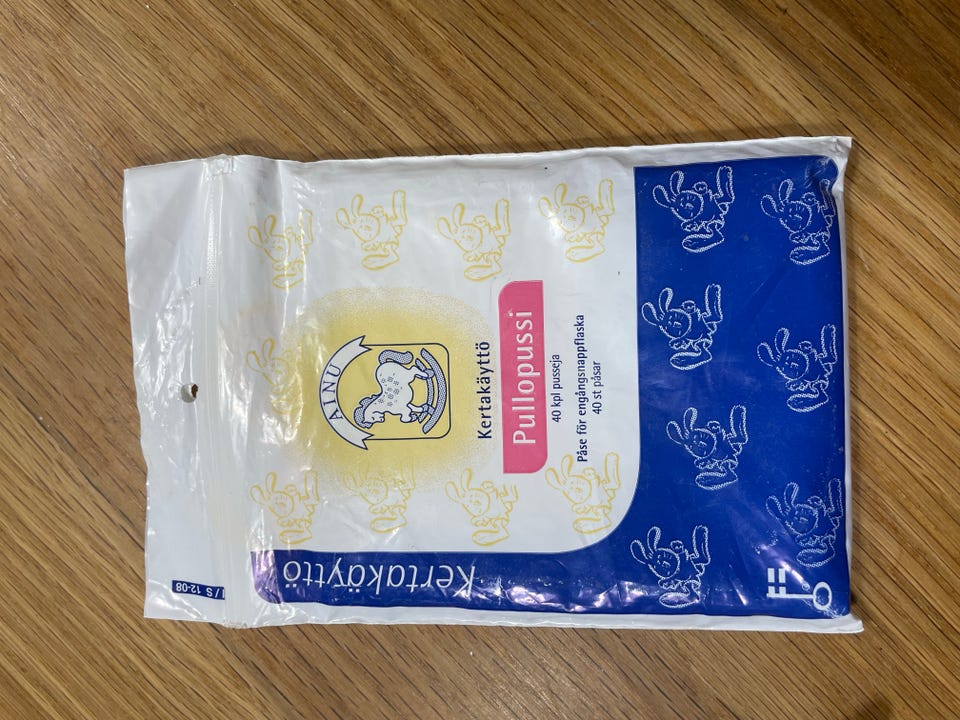 AINU
Kertakäyttö
Pullopussi
40 kpl pusseja
Påse för engångsnappflaska
40 st påsar
Kertakäyttö
/ S 12-08